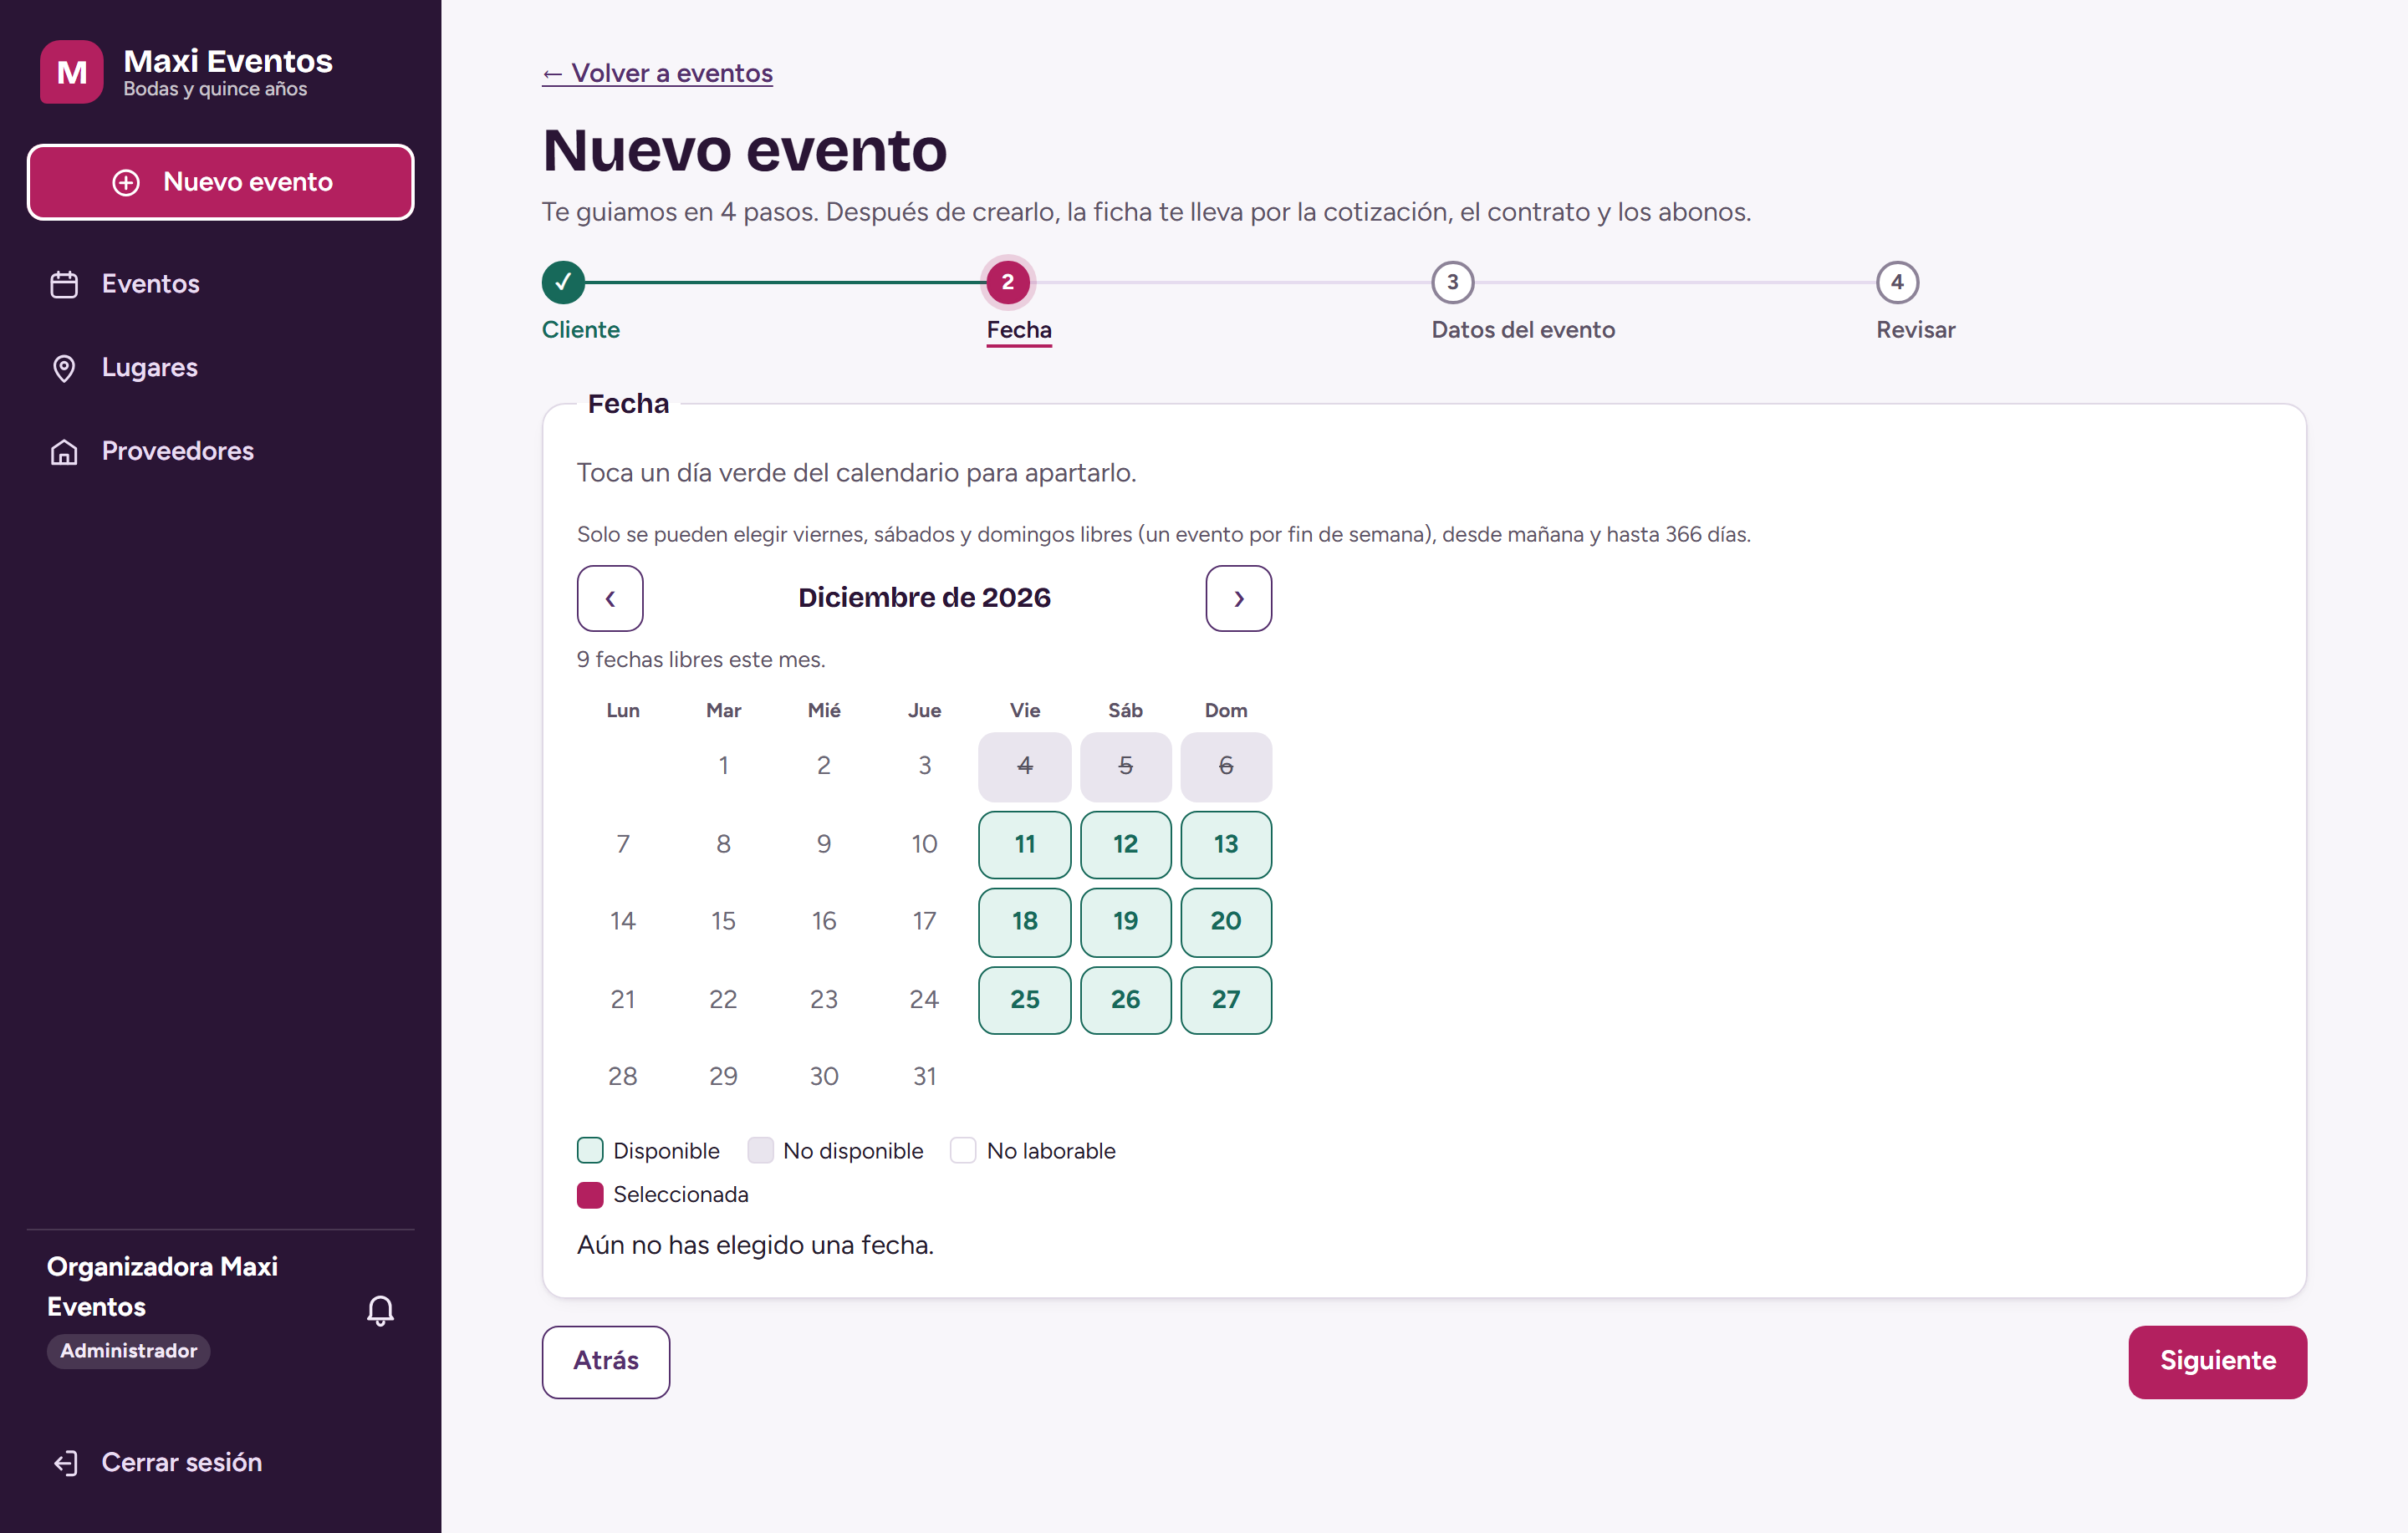 M
Maxi Eventos
Bodas y quince años
Nuevo evento
Eventos
Lugares
Proveedores
Organizadora Maxi
Eventos
Administrador
Cerrar sesión
← Volver a eventos
Nuevo evento
Te guiamos en 4 pasos. Después de crearlo, la ficha te lleva por la cotización, el contrato y los abonos.
✓ 2 3 4
Cliente Fecha Datos del evento Revisar
Fecha
Toca un día verde del calendario para apartarlo.
Solo se pueden elegir viernes, sábados y domingos libres (un evento por fin de semana), desde mañana y hasta 366 días.
‹ Diciembre de 2026 ›
9 fechas libres este mes.
Lun Mar Mié Jue Vie Sáb Dom
1 2 3 4 5 6
7 8 9 10 11 12 13
14 15 16 17 18 19 20
21 22 23 24 25 26 27
28 29 30 31
Disponible No disponible No laborable
Seleccionada
Aún no has elegido una fecha.
Atrás Siguiente